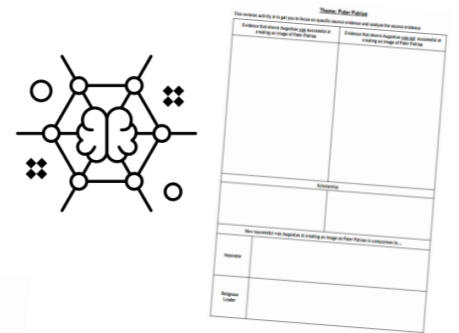 Theme: Pater Patriae
This revision activity is to get you to focus on specific source evidence and analyse the source evidence
Evidence that shows Augustus was successful at
creating an image of Pater Patriae
Evidence that shows Augustus was not successful at
creating an image of Pater Patriae
Scholarship
How successful was Augustus at creating an image as Pater Patriae in comparison to...
Imperator
Religious
Leader